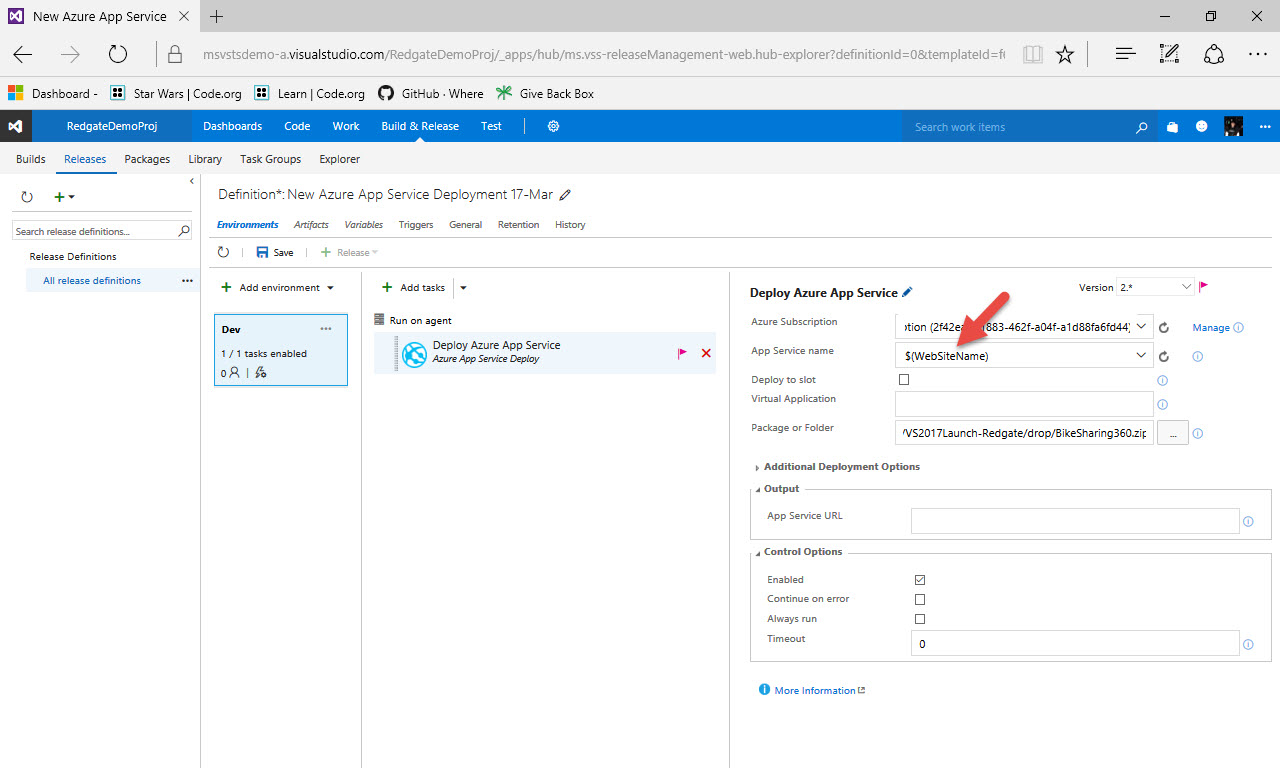 New Azure App Service
msvstsdemo-a.visualstudio.com/RedgateDemoProj/_apps/hub/ms.vss-releaseManagement-web.hub-explorer?definitionId=0&templateId=f
Dashboard - Star Wars | Code.org Learn | Code.org GitHub · Where Give Back Box
RedgateDemoProj Dashboards Code Work Build & Release Test Search work items
Builds Releases Packages Library Task Groups Explorer
Definition*: New Azure App Service Deployment 17-Mar
Search release definitions...
Release Definitions
All release definitions
Environments Artifacts Variables Triggers General Retention History
Save Release
Add environment
Dev
1 / 1 tasks enabled
0
Add tasks
Run on agent
Deploy Azure App Service
Azure App Service Deploy
Deploy Azure App Service
Version 2.*
Azure Subscription 883-462f-a04f-a1d88fa6fd44) Manage
App Service name $(WebSiteName)
Deploy to slot
Virtual Application
Package or Folder /VS2017Launch-Redgate/drop/BikeSharing360.zip ...
Additional Deployment Options
Output
App Service URL
Control Options
Enabled
Continue on error
Always run
Timeout 0
More Information